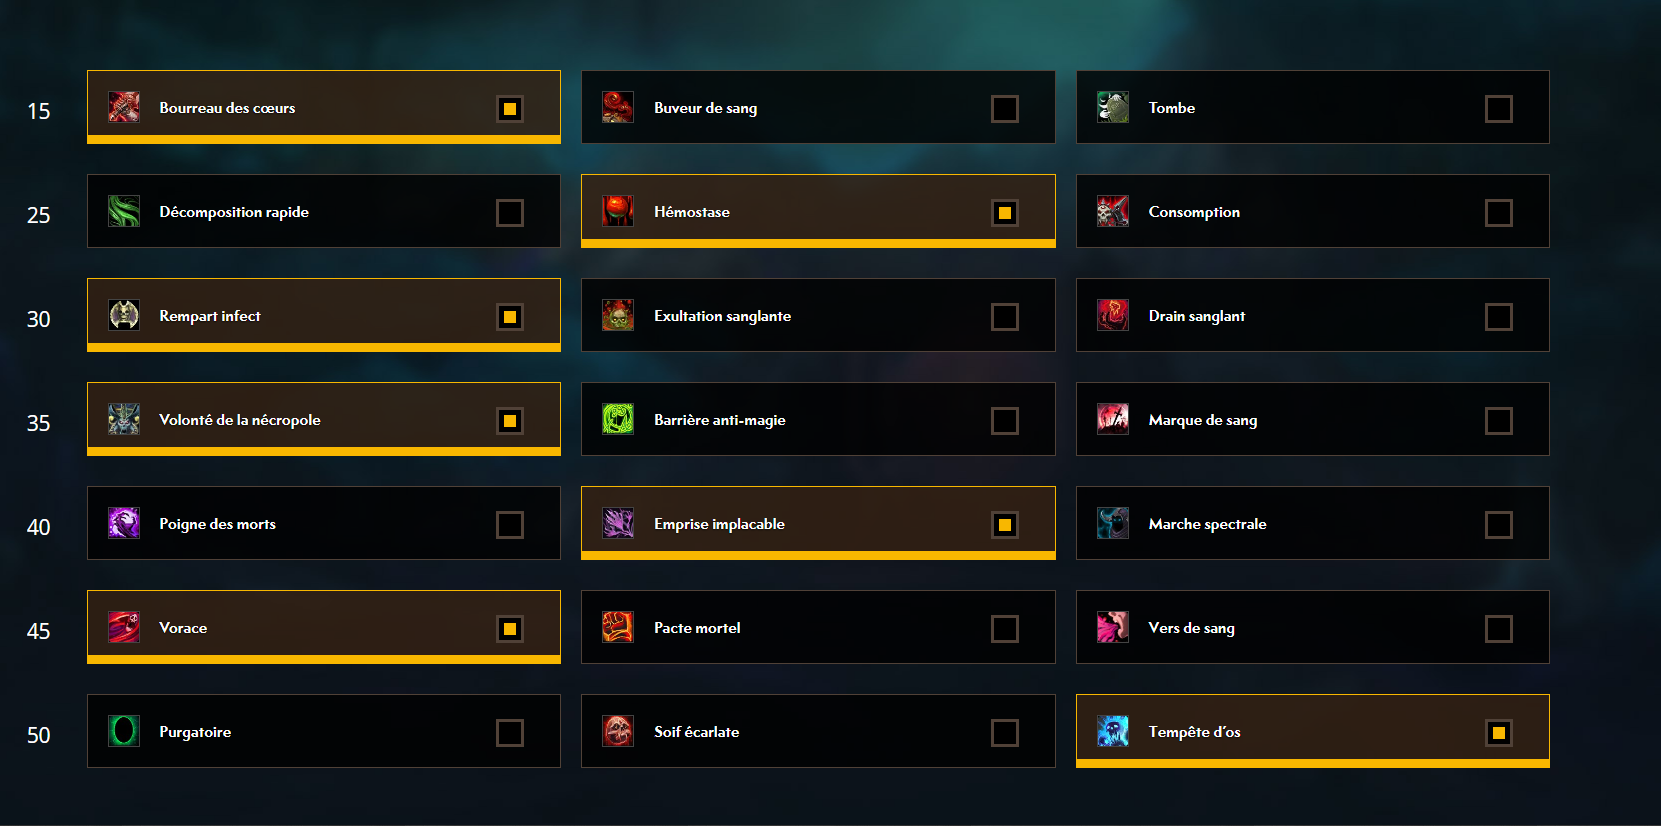 15 Bourreau des cœurs Buveur de sang Tombe
25 Décomposition rapide Hémostase Consomption
30 Rempart infect Exultation sanglante Drain sanglant
35 Volonté de la nécropole Barrière anti-magie Marque de sang
40 Poigne des morts Emprise implacable Marche spectrale
45 Vorace Pacte mortel Vers de sang
50 Purgatoire Soif écarlate Tempête d'os